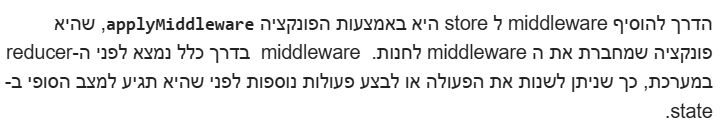 הדרך להוסיף middleware ל store היא באמצעות הפונקציה applyMiddleware, שהיא
פונקציה שמחברת את ה middleware לחנות.  middleware  בדרך כלל נמצא לפני ה-reducer
במערכת, כך שניתן לשנות את הפעולה או לבצע פעולות נוספות לפני שהיא תגיע למצב הסופי ב-
state.